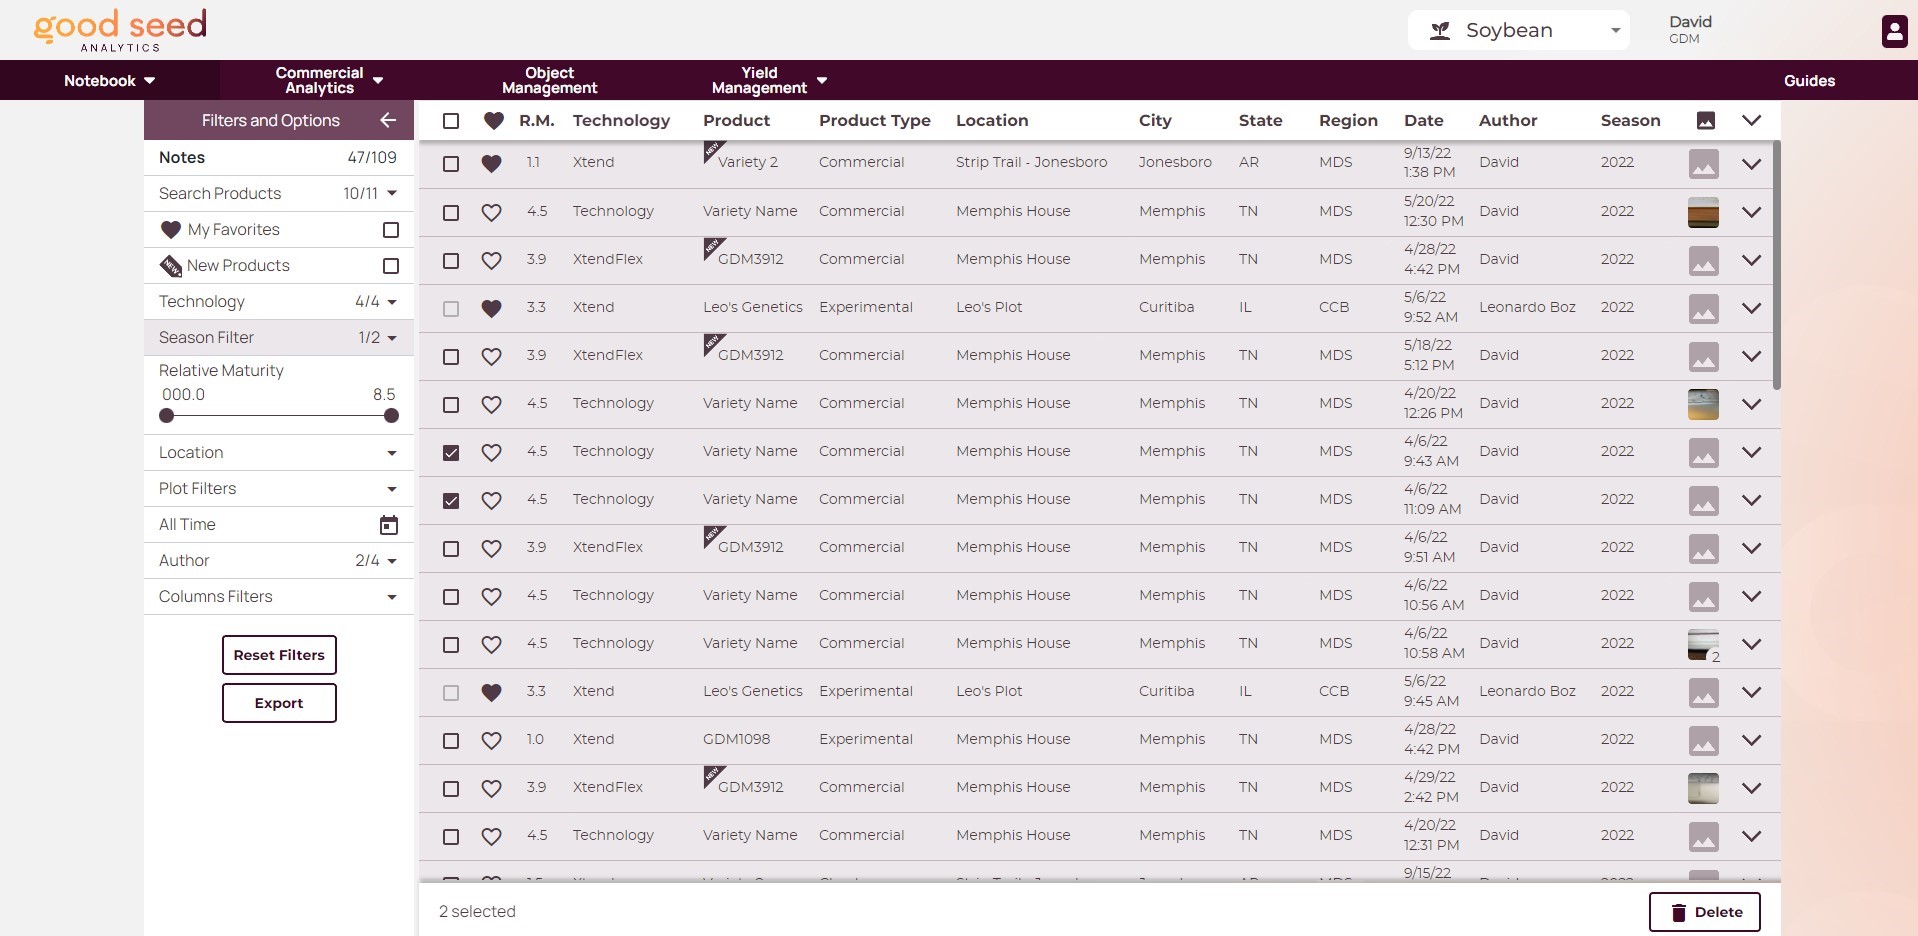 good seed
ANALYTICS
Soybean
David
GDM
Notebook
Commercial
Analytics
Object
Management
Yield
Management
Guides
Filters and Options
Notes 47/109
Search Products 10/11
My Favorites
NEW New Products
Technology 4/4
Season Filter 1/2
Relative Maturity
000.0 8.5
Location
Plot Filters
All Time
Author 2/4
Columns Filters
Reset Filters
Export
R.M. Technology Product Product Type Location City State Region Date Author Season
1.1 Xtend NEW Variety 2 Commercial Strip Trail - Jonesboro Jonesboro AR MDS 9/13/22 1:38 PM David 2022
4.5 Technology Variety Name Commercial Memphis House Memphis TN MDS 5/20/22 12:30 PM David 2022
3.9 XtendFlex NEW GDM3912 Commercial Memphis House Memphis TN MDS 4/28/22 4:42 PM David 2022
3.3 Xtend Leo's Genetics Experimental Leo's Plot Curitiba IL CCB 5/6/22 9:52 AM Leonardo Boz 2022
3.9 XtendFlex NEW GDM3912 Commercial Memphis House Memphis TN MDS 5/18/22 5:12 PM David 2022
4.5 Technology Variety Name Commercial Memphis House Memphis TN MDS 4/20/22 12:26 PM David 2022
4.5 Technology Variety Name Commercial Memphis House Memphis TN MDS 4/6/22 9:43 AM David 2022
4.5 Technology Variety Name Commercial Memphis House Memphis TN MDS 4/6/22 11:09 AM David 2022
3.9 XtendFlex NEW GDM3912 Commercial Memphis House Memphis TN MDS 4/6/22 9:51 AM David 2022
4.5 Technology Variety Name Commercial Memphis House Memphis TN MDS 4/6/22 10:56 AM David 2022
4.5 Technology Variety Name Commercial Memphis House Memphis TN MDS 4/6/22 10:58 AM David 2022 2
3.3 Xtend Leo's Genetics Experimental Leo's Plot Curitiba IL CCB 5/6/22 9:45 AM Leonardo Boz 2022
1.0 Xtend GDM1098 Experimental Memphis House Memphis TN MDS 4/28/22 4:42 PM David 2022
3.9 XtendFlex NEW GDM3912 Commercial Memphis House Memphis TN MDS 4/29/22 2:42 PM David 2022
4.5 Technology Variety Name Commercial Memphis House Memphis TN MDS 4/20/22 12:31 PM David 2022
9/15/22
2 selected
Delete